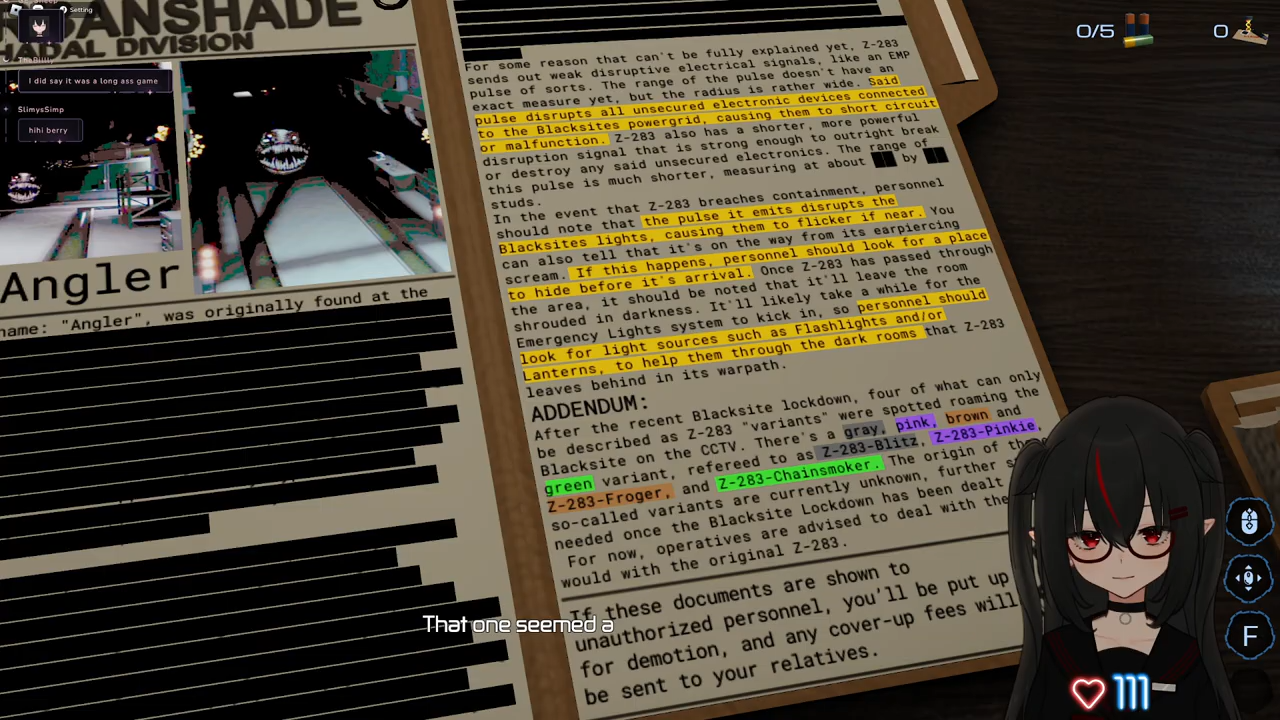 Setting
ANSHADE
HADAL DIVISION
I did say it was a long ass game
SlimysSimp
hihi berry
0/5
0
Angler
name: "Angler", was originally found at the
For some reason that can't be fully explained yet, Z-283
sends out weak disruptive electrical signals, like an EMP
pulse of sorts. The range of the pulse doesn't have an
exact measure yet, but the radius is rather wide. Said
pulse disrupts all unsecured electronic devices connected
to the Blacksites powergrid, causing them to short circuit
or malfunction. Z-283 also has a shorter, more powerful
disruption signal that is strong enough to outright break
or destroy any said unsecured electronics. The range of
this pulse is much shorter, measuring at about by
studs.
In the event that Z-283 breaches containment, personnel
should note that the pulse it emits disrupts the
Blacksites lights, causing them to flicker if near. You
can also tell that it's on the way from its earpiercing
scream. If this happens, personnel should look for a place
to hide before it's arrival. Once Z-283 has passed through
the area, it should be noted that it'll leave the room
shrouded in darkness. It'll likely take a while for the
Emergency Lights system to kick in, so personnel should
look for light sources such as Flashlights and/or
Lanterns, to help them through the dark rooms that Z-283
leaves behind in its warpath.
ADDENDUM:
After the recent Blacksite lockdown, four of what can only
be described as Z-283 "variants" were spotted roaming the
Blacksite on the CCTV. There's a gray, pink, brown and
green variant, refereed to as Z-283-Blitz, Z-283-Pinkie,
Z-283-Froger, and Z-283-Chainsmoker. The origin of
so-called variants are currently unknown, further
needed once the Blacksite Lockdown has been dealt
For now, operatives are advised to deal with the
would with the original Z-283.
If these documents are shown to
unauthorized personnel, you'll be put up
for demotion, and any cover-up fees will
be sent to your relatives.
That one seemed a
F
111